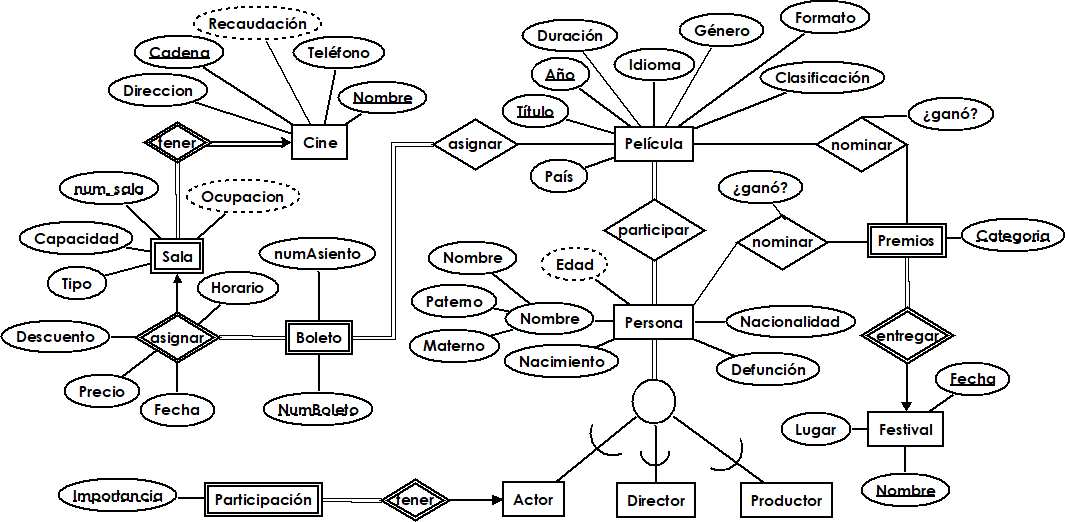 Recaudación
Cadena
Teléfono
Direccion
Nombre
tener
Cine
Duración
Género
Formato
Año
Idioma
Clasificación
Título
País
asignar
Película
nominar
¿ganó?
num_sala
Ocupacion
Capacidad
Sala
Tipo
participar
¿ganó?
nominar
Premios
Categoria
Horario
numAsiento
Descuento
asignar
Boleto
Precio
Fecha
NumBoleto
Nombre
Edad
Paterno
Nombre
Materno
Nacimiento
Persona
Nacionalidad
Defunción
entregar
Fecha
Lugar
Festival
Nombre
Importancia
Participación
tener
Actor
Director
Productor